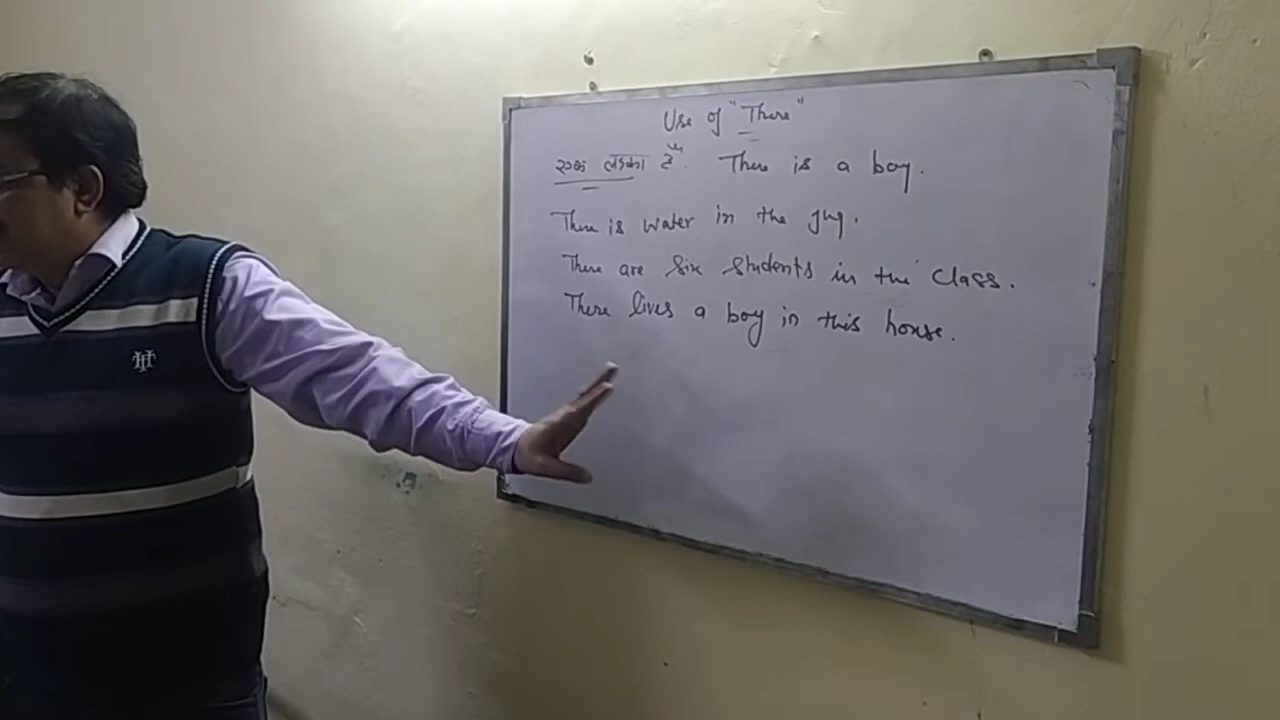 Use of "There"
एक लड़का है. There is a boy.
There is water in the jug.
There are six students in the class.
There lives a boy in this house.